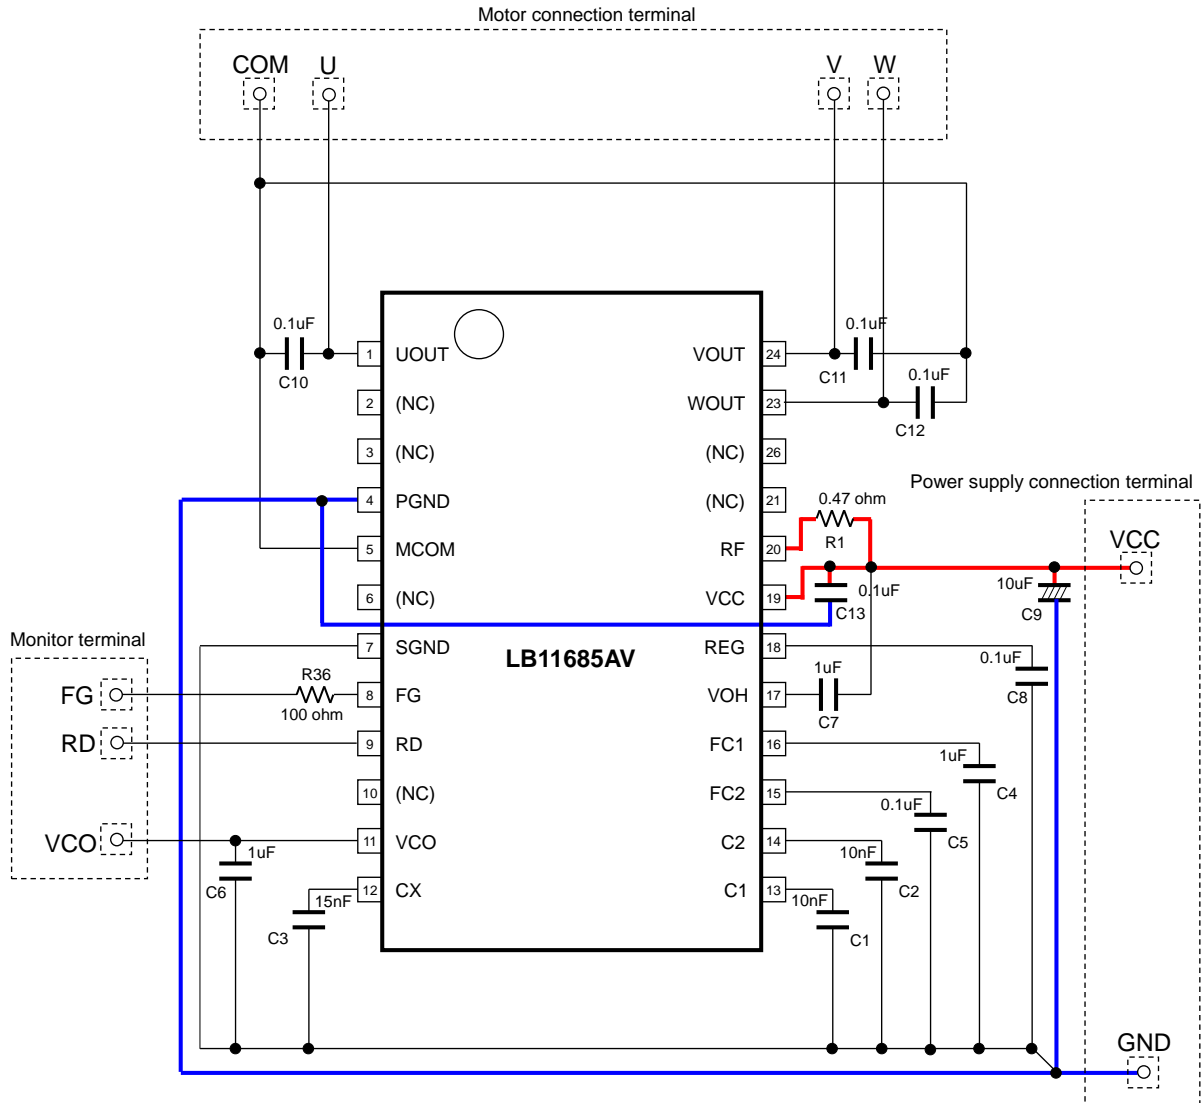 Motor connection terminal
COM U V W
0.1uF
C10
0.1uF
C11
0.1uF
C12
1 UOUT
2 (NC)
3 (NC)
4 PGND
5 MCOM
6 (NC)
7 SGND
8 FG
9 RD
10 (NC)
11 VCO
12 CX
VOUT 24
WOUT 23
(NC) 26
(NC) 21
RF 20
VCC 19
REG 18
VOH 17
FC1 16
FC2 15
C2 14
C1 13
LB11685AV
Power supply connection terminal
VCC
GND
0.47 ohm
R1
0.1uF
C13
10uF
C9
0.1uF
C8
1uF
C7
1uF
C4
0.1uF
C5
10nF
C2
10nF
C1
Monitor terminal
FG
RD
VCO
R36
100 ohm
1uF
C6
15nF
C3